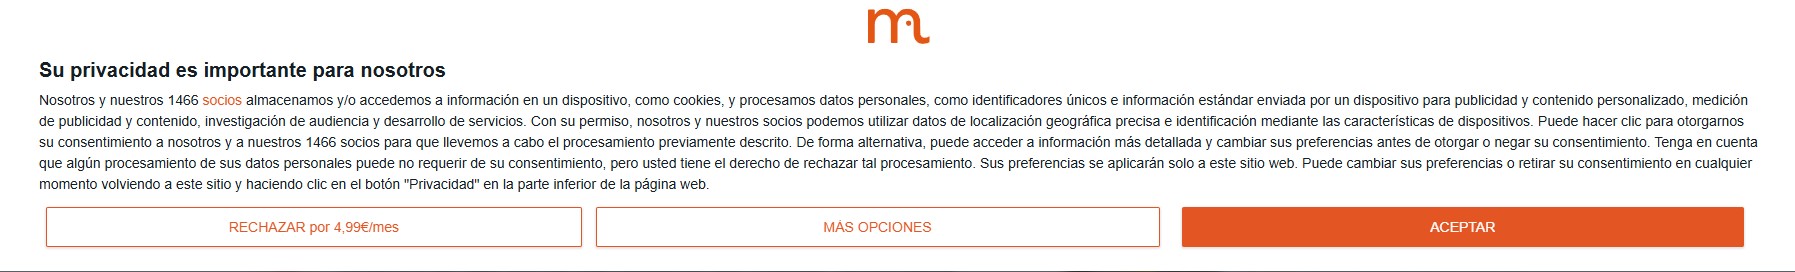 m
Su privacidad es importante para nosotros
Nosotros y nuestros 1466 socios almacenamos y/o accedemos a información en un dispositivo, como cookies, y procesamos datos personales, como identificadores únicos e información estándar enviada por un dispositivo para publicidad y contenido personalizado, medición
de publicidad y contenido, investigación de audiencia y desarrollo de servicios. Con su permiso, nosotros y nuestros socios podemos utilizar datos de localización geográfica precisa e identificación mediante las características de dispositivos. Puede hacer clic para otorgarnos
su consentimiento a nosotros y a nuestros 1466 socios para que llevemos a cabo el procesamiento previamente descrito. De forma alternativa, puede acceder a información más detallada y cambiar sus preferencias antes de otorgar o negar su consentimiento. Tenga en cuenta
que algún procesamiento de sus datos personales puede no requerir de su consentimiento, pero usted tiene el derecho de rechazar tal procesamiento. Sus preferencias se aplicarán solo a este sitio web. Puede cambiar sus preferencias o retirar su consentimiento en cualquier
momento volviendo a este sitio y haciendo clic en el botón "Privacidad" en la parte inferior de la página web.
RECHAZAR por 4,99€/mes
MÁS OPCIONES
ACEPTAR